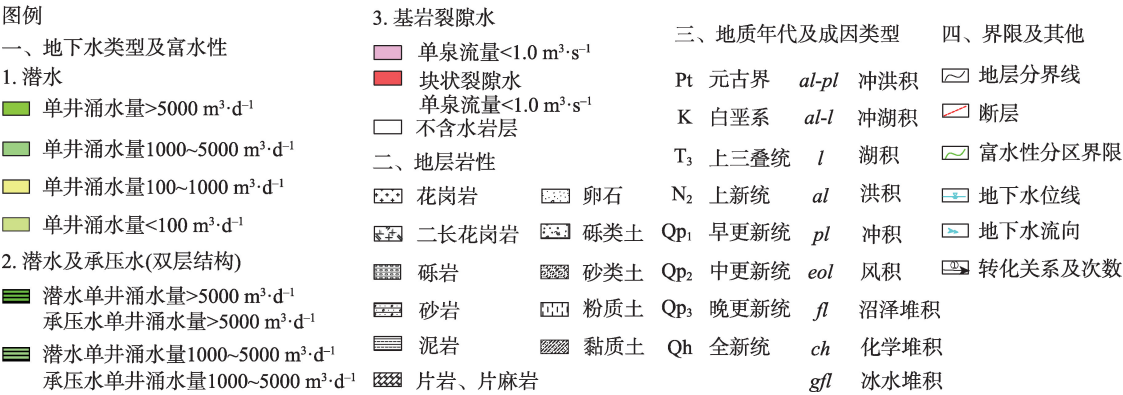 图例
一、地下水类型及富水性
1. 潜水
单井涌水量>5000 m³·d⁻¹
单井涌水量1000~5000 m³·d⁻¹
单井涌水量100~1000 m³·d⁻¹
单井涌水量<100 m³·d⁻¹
2. 潜水及承压水(双层结构)
潜水单井涌水量>5000 m³·d⁻¹
承压水单井涌水量>5000 m³·d⁻¹
潜水单井涌水量1000~5000 m³·d⁻¹
承压水单井涌水量1000~5000 m³·d⁻¹
3. 基岩裂隙水
单泉流量<1.0 m³·s⁻¹
块状裂隙水
单泉流量<1.0 m³·s⁻¹
不含水岩层
二、地层岩性
花岗岩 卵石
二长花岗岩 砾类土
砾岩 砂类土
砂岩 粉质土
泥岩 黏质土
片岩、片麻岩
三、地质年代及成因类型
Pt 元古界 al-pl 冲洪积
K 白垩系 al-l 冲湖积
T₃ 上三叠统 l 湖积
N₂ 上新统 al 洪积
Qp₁ 早更新统 pl 冲积
Qp₂ 中更新统 eol 风积
Qp₃ 晚更新统 fl 沼泽堆积
Qh 全新统 ch 化学堆积
gfl 冰水堆积
四、界限及其他
地层分界线
断层
富水性分区界限
地下水位线
地下水流向
① 转化关系及次数